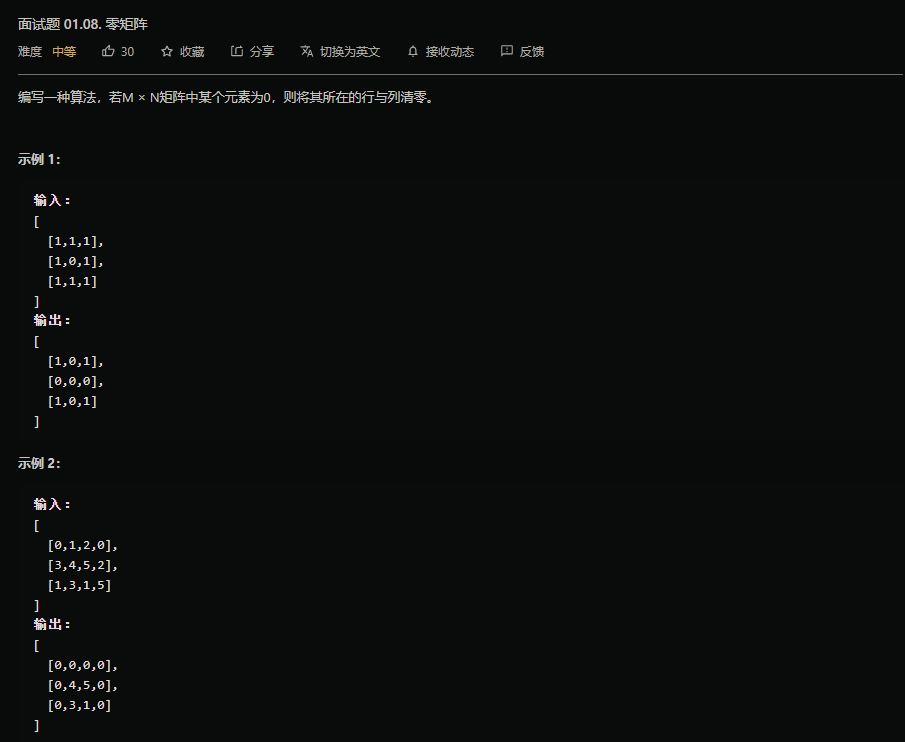 面试题 01.08. 零矩阵
难度 中等 30 收藏 分享 切换为英文 接收动态 反馈
编写一种算法，若M × N矩阵中某个元素为0，则将其所在的行与列清零。
示例 1：
输入：
[
[1,1,1],
[1,0,1],
[1,1,1]
]
输出：
[
[1,0,1],
[0,0,0],
[1,0,1]
]
示例 2：
输入：
[
[0,1,2,0],
[3,4,5,2],
[1,3,1,5]
]
输出：
[
[0,0,0,0],
[0,4,5,0],
[0,3,1,0]
]